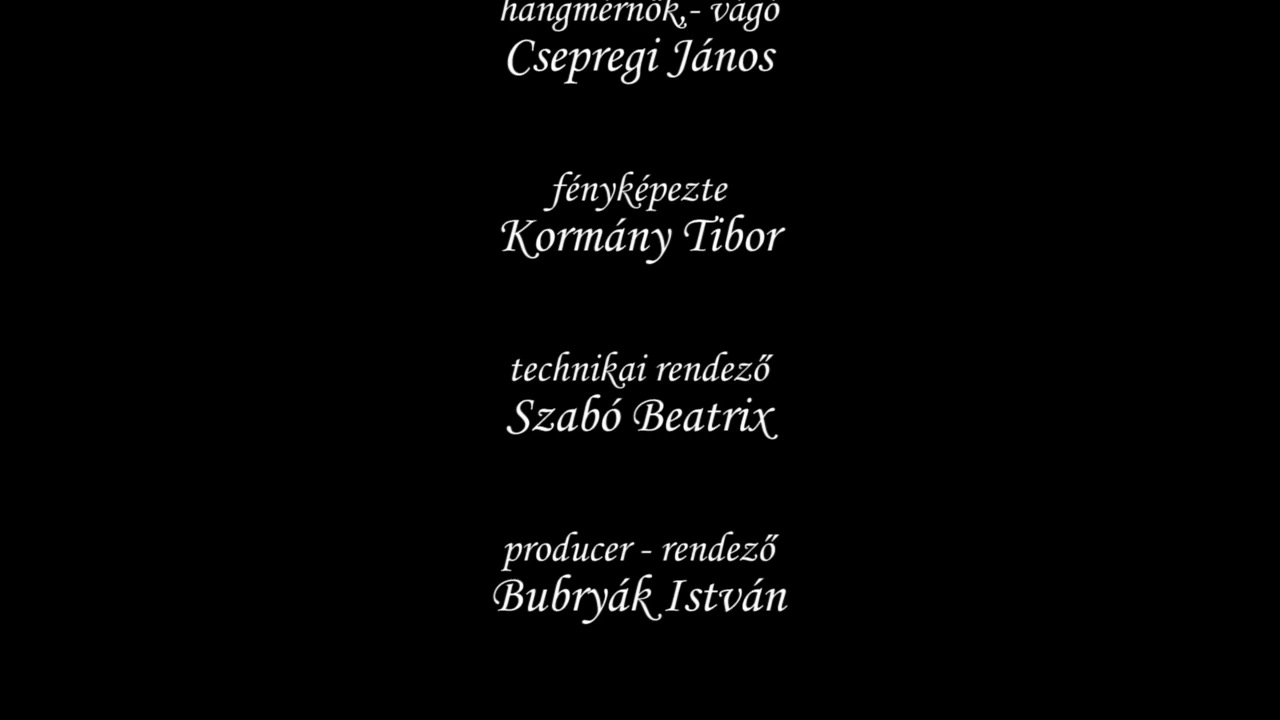 hangmérnök,- vágó
Csepregi János
fényképezte
Kormány Tibor
technikai rendező
Szabó Beatrix
producer - rendező
Bubryák István